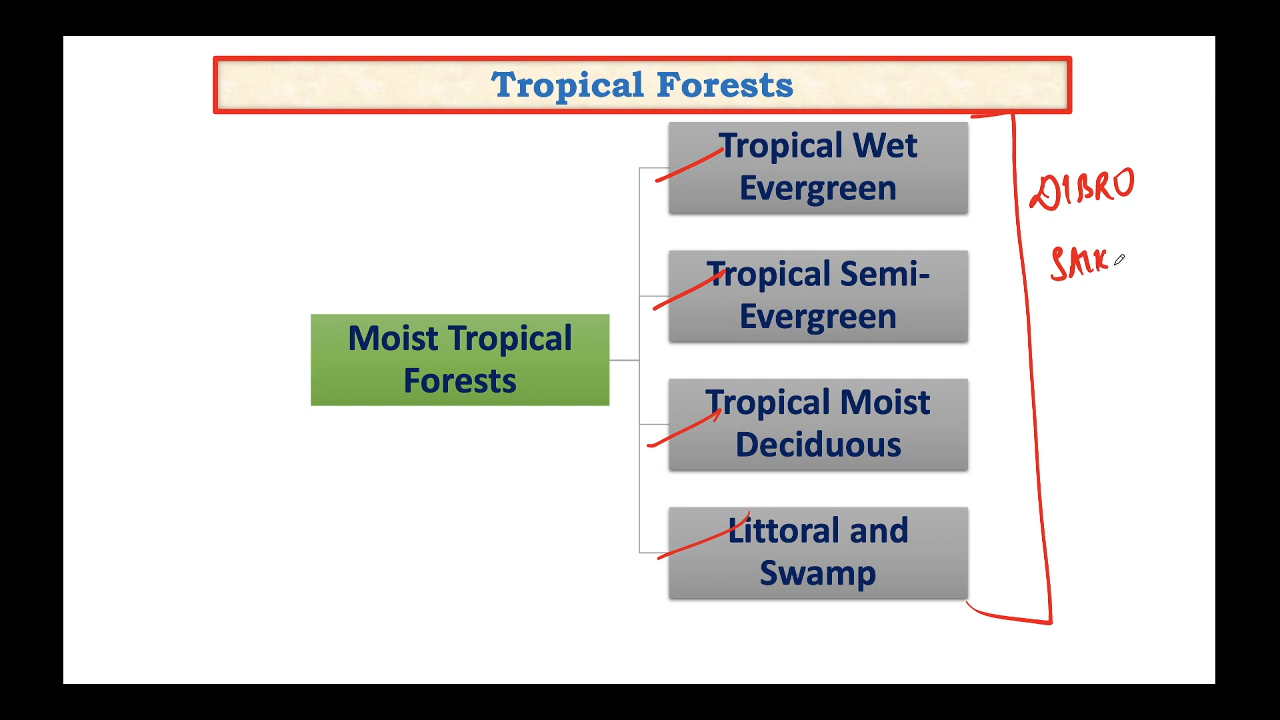 Tropical Forests
Tropical Wet
Evergreen
DIBRO
SAIK
Tropical Semi-
Evergreen
Moist Tropical
Forests
Tropical Moist
Deciduous
Littoral and
Swamp